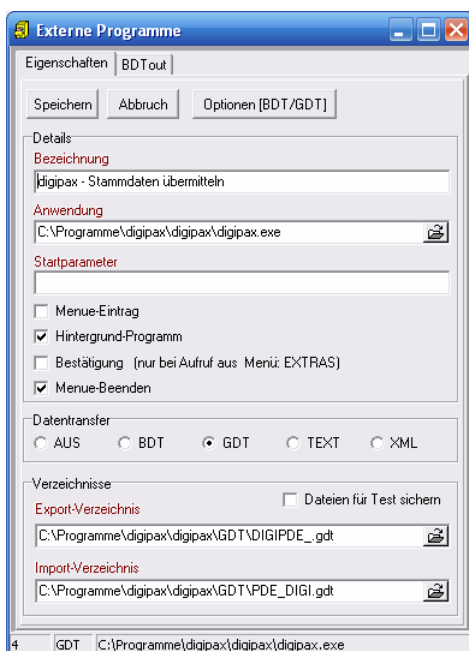 Externe Programme
Eigenschaften BDTout
Speichern Abbruch Optionen [BDT/GDT]
Details
Bezeichnung
digipax - Stammdaten übermitteln
Anwendung
C:\Programme\digipax\digipax\digipax.exe
Startparameter
Menue-Eintrag
Hintergrund-Programm
Bestätigung (nur bei Aufruf aus Menü: EXTRAS)
Menue-Beenden
Datentransfer
AUS BDT GDT TEXT XML
Verzeichnisse
Dateien für Test sichern
Export-Verzeichnis
C:\Programme\digipax\digipax\GDT\DIGIPDE_.gdt
Import-Verzeichnis
C:\Programme\digipax\digipax\GDT\PDE_DIGI.gdt
4 GDT C:\Programme\digipax\digipax\digipax.exe